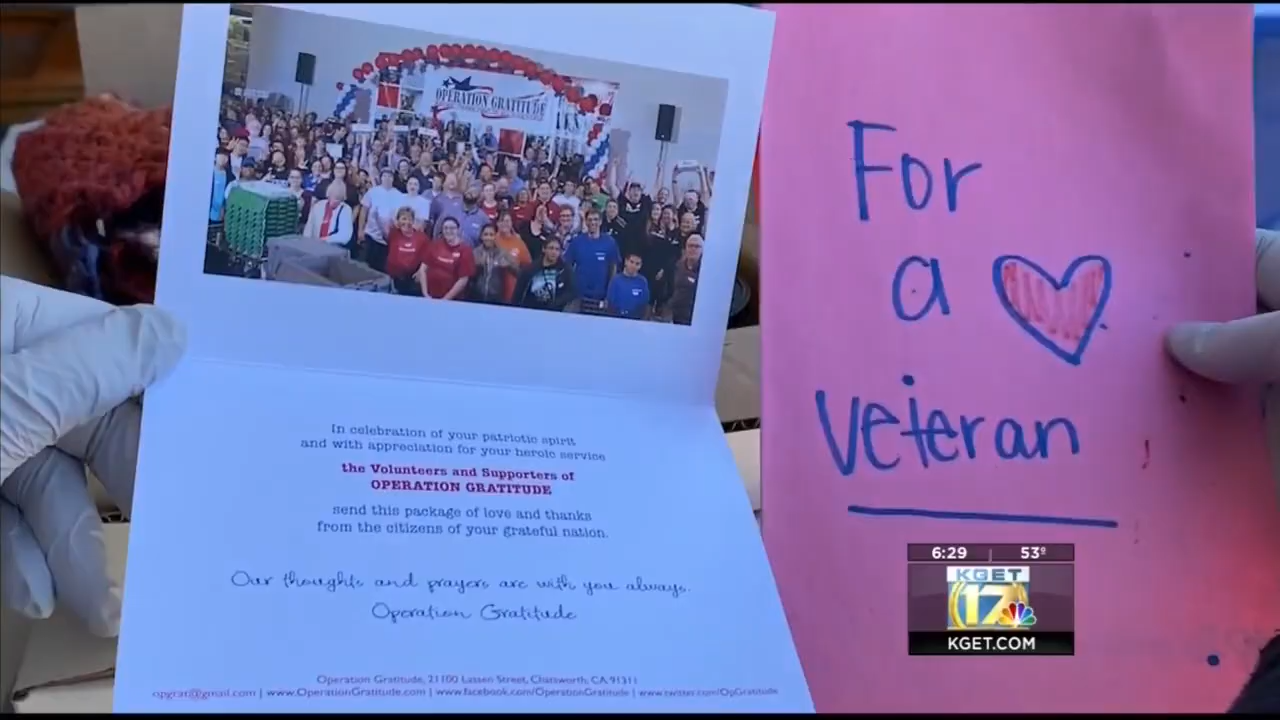 OPERATION GRATITUDE
In celebration of your patriotic spirit
and with appreciation for your heroic service
the Volunteers and Supporters of
OPERATION GRATITUDE
send this package of love and thanks
from the citizens of your grateful nation.
Our thoughts and prayers are with you always.
Operation Gratitude
Operation Gratitude, 21100 Lassen Street, Chatsworth, CA 91311
opgrat@gmail.com | www.OperationGratitude.com | www.facebook.com/OperationGratitude | www.twitter.com/OpGratitude
For
a
veteran
6:29 | 53°
KGET
17
KGET.COM